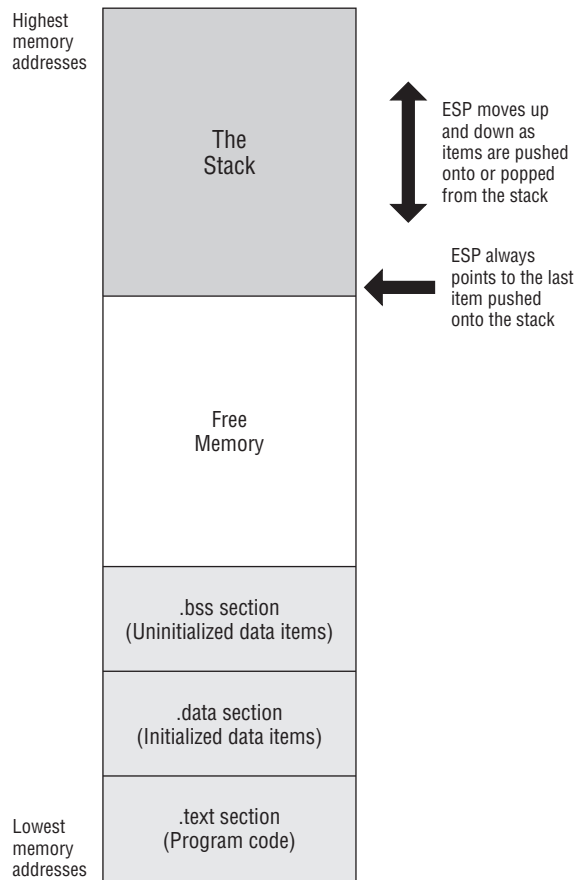 Highest
memory
addresses
The
Stack
ESP moves up
and down as
items are pushed
onto or popped
from the stack
ESP always
points to the last
item pushed
onto the stack
Free
Memory
.bss section
(Uninitialized data items)
.data section
(Initialized data items)
.text section
(Program code)
Lowest
memory
addresses